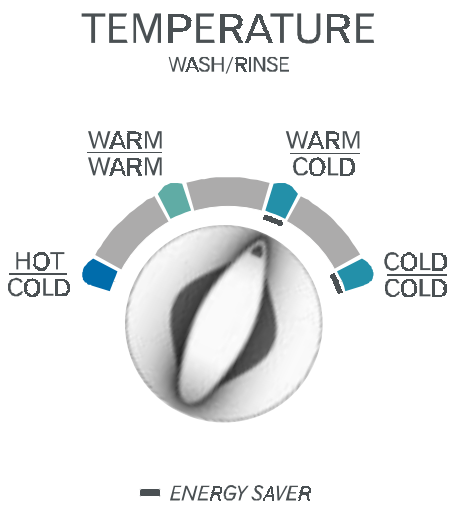 TEMPERATURE
WASH/RINSE
WARM
WARM
WARM
COLD
HOT
COLD
COLD
COLD
ENERGY SAVER